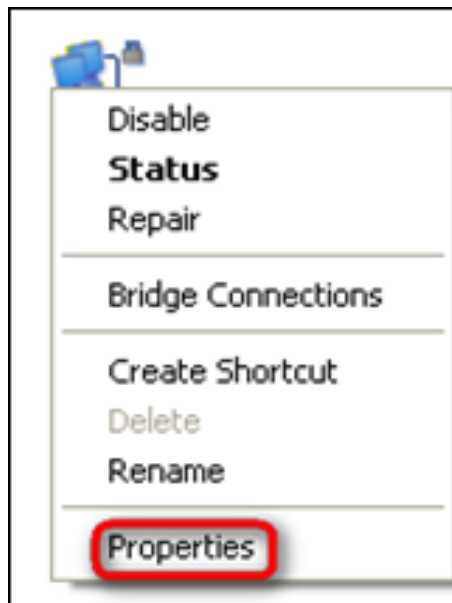 Disable
Status
Repair
Bridge Connections
Create Shortcut
Delete
Rename
Properties